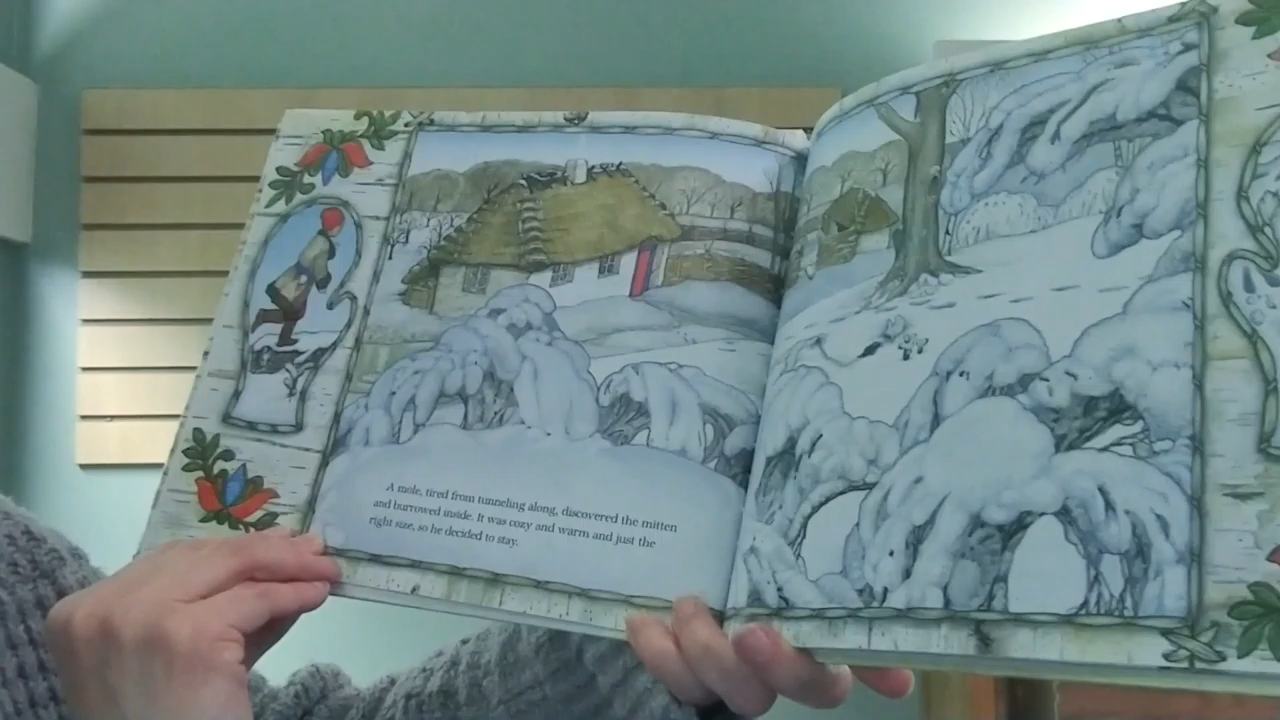 A mole, tired from tunneling along, discovered the mitten
and burrowed inside. It was cozy and warm and just the
right size, so he decided to stay.